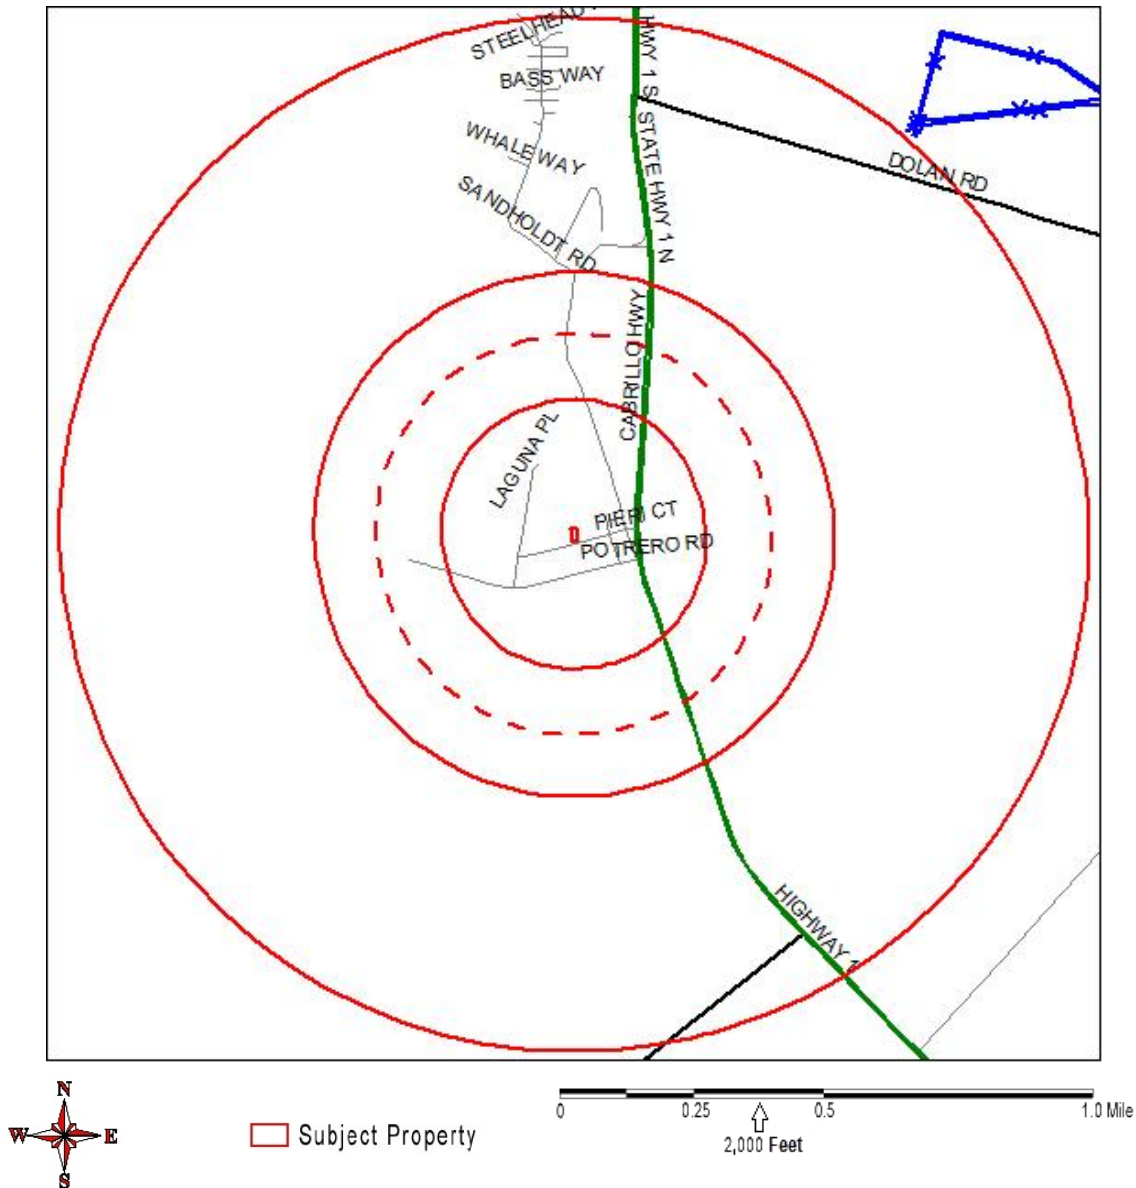 STEELHEAD
HWY 1 S
BASS WAY
STATE HWY 1 N
WHALE WAY
DOLAN RD
SANDHOLDT RD
CABRILLO HWY
LAGUNA PL
PIERI CT
POTRERO RD
HIGHWAY 1
N
W E
S
Subject Property
0 0.25 0.5 1.0 Mile
2,000 Feet